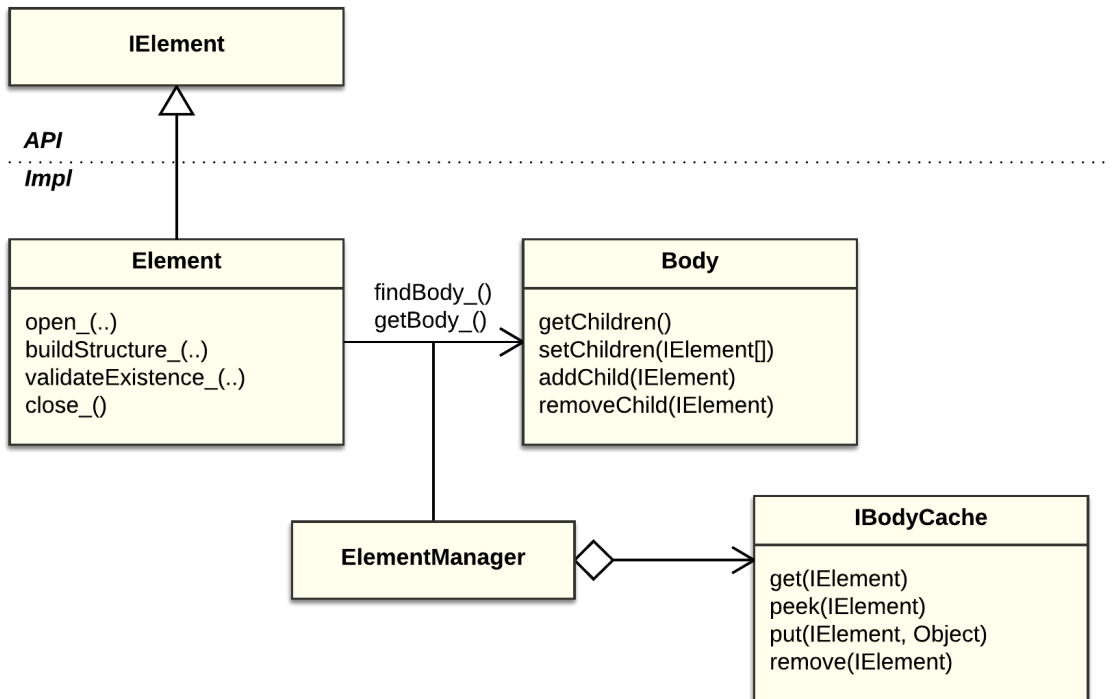 IElement
API
Impl
Element
open_(..)
buildStructure_(..)
validateExistence_(..)
close_()
findBody_()
getBody_()
Body
getChildren()
setChildren(IElement[])
addChild(IElement)
removeChild(IElement)
ElementManager
IBodyCache
get(IElement)
peek(IElement)
put(IElement, Object)
remove(IElement)